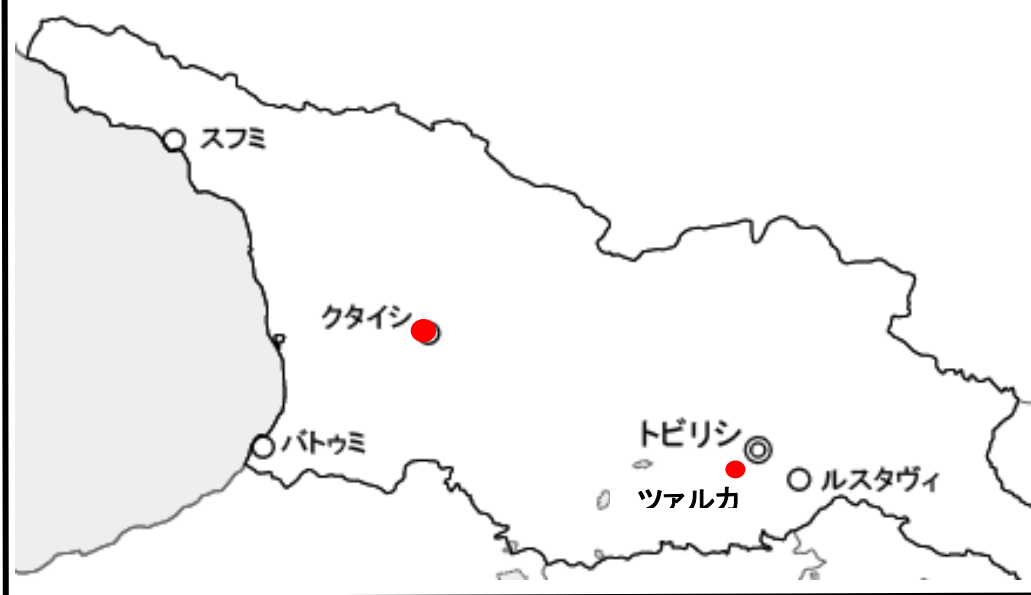 スフミ
クタイシ
バトゥミ
トビリシ
ルスタヴィ
ツァルカ